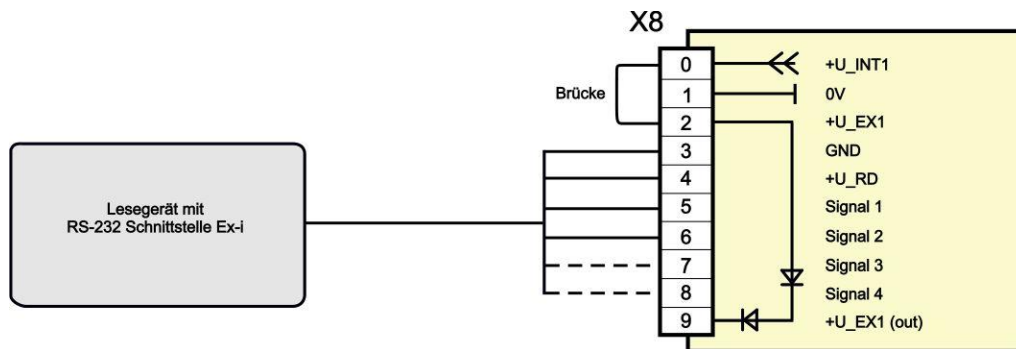 X8
0 +U_INT1
Brücke
1 0V
2 +U_EX1
3 GND
4 +U_RD
Lesegerät mit
RS-232 Schnittstelle Ex-i
5 Signal 1
6 Signal 2
7 Signal 3
8 Signal 4
9 +U_EX1 (out)